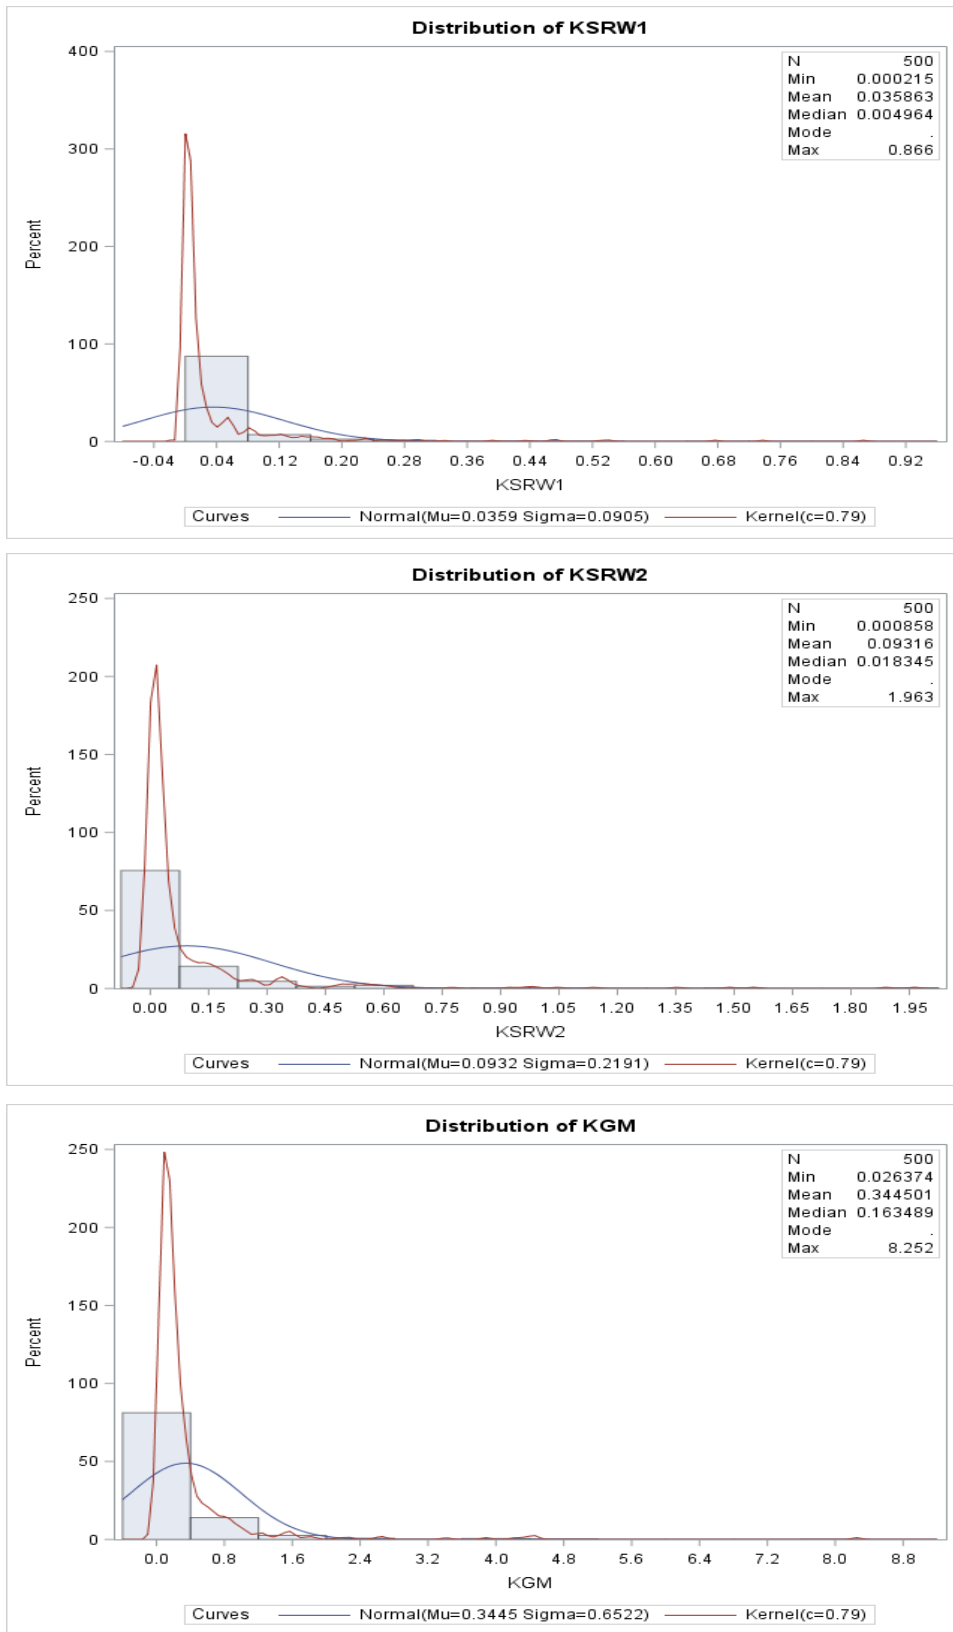 Distribution of KSRW1
400
300
200
100
0
Percent
N 500
Min 0.000215
Mean 0.035863
Median 0.004964
Mode .
Max 0.866
-0.04 0.04 0.12 0.20 0.28 0.36 0.44 0.52 0.60 0.68 0.76 0.84 0.92
KSRW1
Curves Normal(Mu=0.0359 Sigma=0.0905) Kernel(c=0.79)
Distribution of KSRW2
250
200
150
100
50
0
Percent
N 500
Min 0.000858
Mean 0.09316
Median 0.018345
Mode .
Max 1.963
0.00 0.15 0.30 0.45 0.60 0.75 0.90 1.05 1.20 1.35 1.50 1.65 1.80 1.95
KSRW2
Curves Normal(Mu=0.0932 Sigma=0.2191) Kernel(c=0.79)
Distribution of KGM
250
200
150
100
50
0
Percent
N 500
Min 0.026374
Mean 0.344501
Median 0.163489
Mode .
Max 8.252
0.0 0.8 1.6 2.4 3.2 4.0 4.8 5.6 6.4 7.2 8.0 8.8
KGM
Curves Normal(Mu=0.3445 Sigma=0.6522) Kernel(c=0.79)